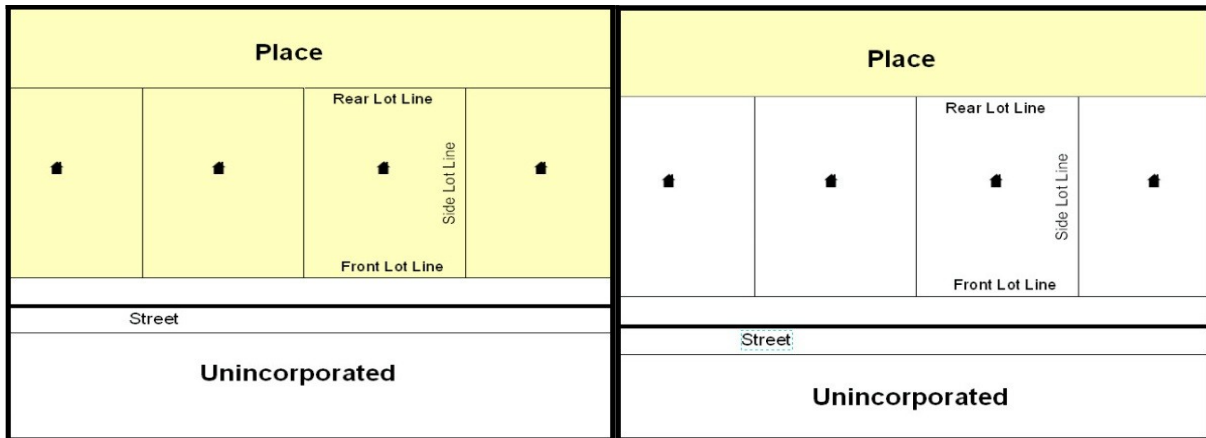 Place
Rear Lot Line
Side Lot Line
Front Lot Line
Street
Unincorporated
Place
Rear Lot Line
Side Lot Line
Front Lot Line
Street
Unincorporated